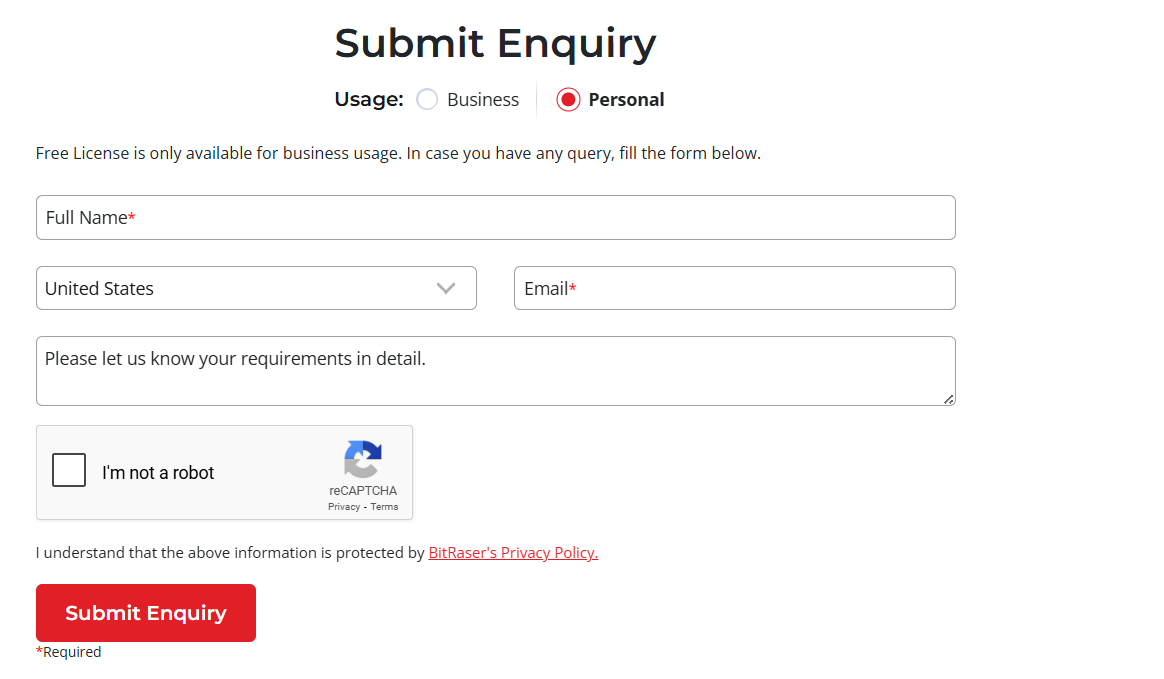 Submit Enquiry
Usage: Business Personal
Free License is only available for business usage. In case you have any query, fill the form below.
Full Name*
United States
Email*
Please let us know your requirements in detail.
I'm not a robot
reCAPTCHA
Privacy - Terms
I understand that the above information is protected by BitRaser's Privacy Policy.
Submit Enquiry
*Required